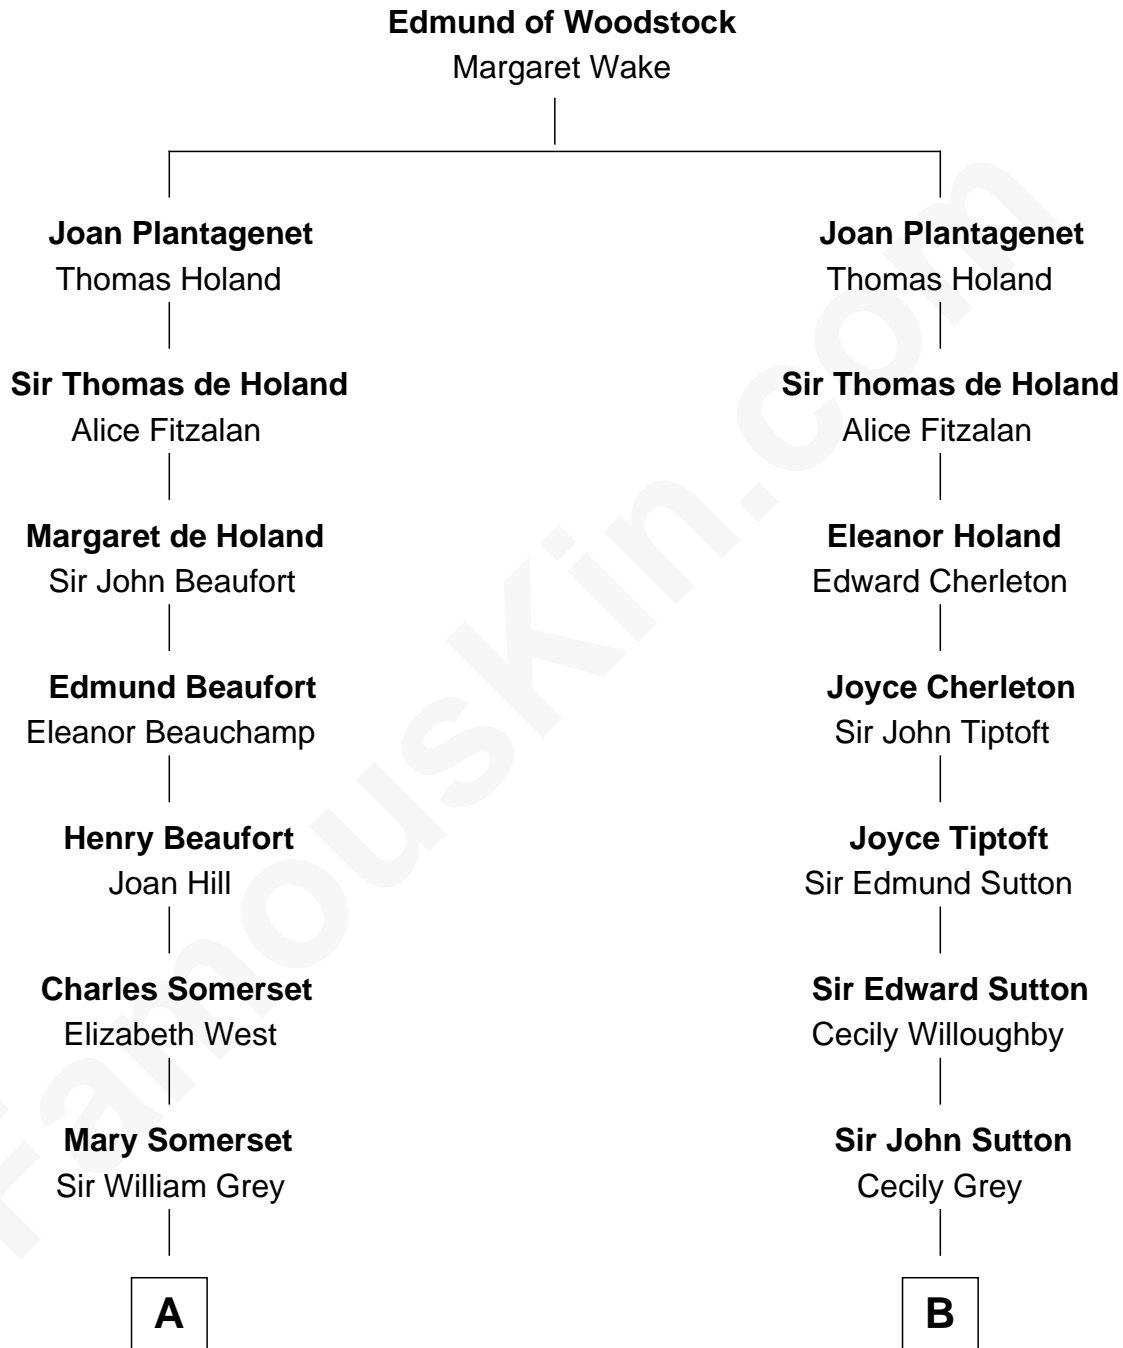 Edmund of Woodstock
Margaret Wake
Joan Plantagenet
Thomas Holand
Sir Thomas de Holand
Alice Fitzalan
Margaret de Holand
Sir John Beaufort
Edmund Beaufort
Eleanor Beauchamp
Henry Beaufort
Joan Hill
Charles Somerset
Elizabeth West
Mary Somerset
Sir William Grey
A
Joan Plantagenet
Thomas Holand
Sir Thomas de Holand
Alice Fitzalan
Eleanor Holand
Edward Cherleton
Joyce Cherleton
Sir John Tiptoft
Joyce Tiptoft
Sir Edmund Sutton
Sir Edward Sutton
Cecily Willoughby
Sir John Sutton
Cecily Grey
B
FamousKin.com